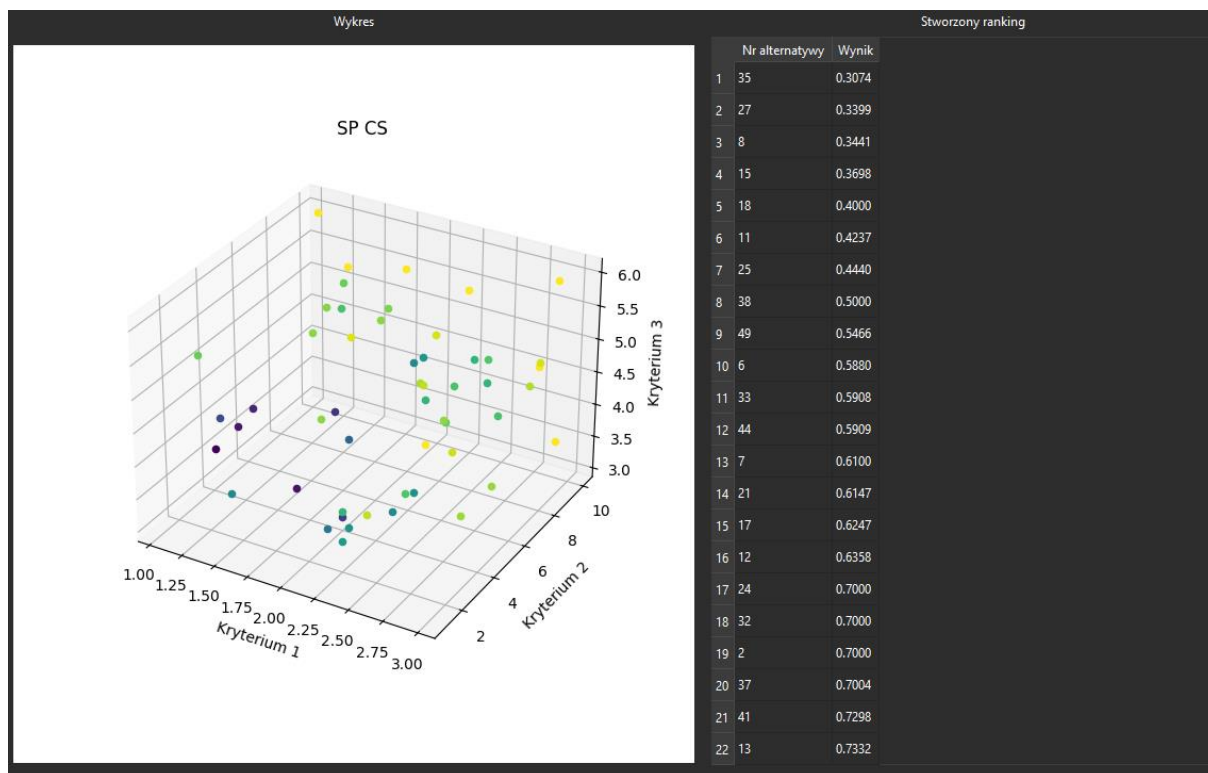 Wykres
Stworzony ranking
SP CS
6.0
5.5
5.0
4.5
4.0
3.5
3.0
Kryterium 3
10
8
6
4
2
Kryterium 2
1.00
1.25
1.50
1.75
2.00
2.25
2.50
2.75
3.00
Kryterium 1
Nr alternatywy Wynik
1 35 0.3074
2 27 0.3399
3 8 0.3441
4 15 0.3698
5 18 0.4000
6 11 0.4237
7 25 0.4440
8 38 0.5000
9 49 0.5466
10 6 0.5880
11 33 0.5908
12 44 0.5909
13 7 0.6100
14 21 0.6147
15 17 0.6247
16 12 0.6358
17 24 0.7000
18 32 0.7000
19 2 0.7000
20 37 0.7004
21 41 0.7298
22 13 0.7332